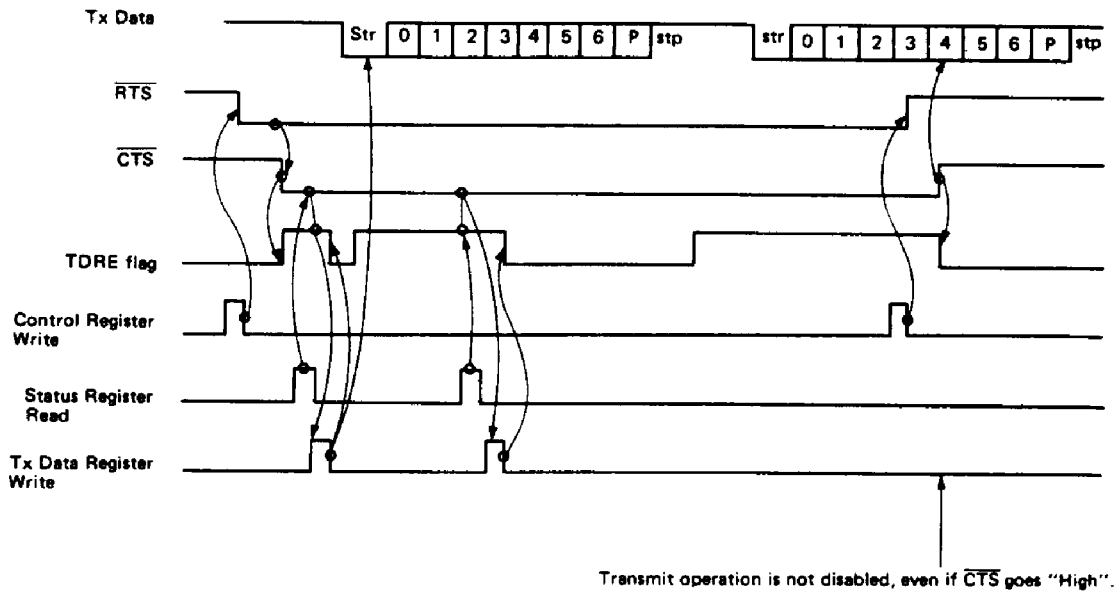 Tx Data
Str 0 1 2 3 4 5 6 P stp str 0 1 2 3 4 5 6 P stp
RTS
CTS
TDRE flag
Control Register
Write
Status Register
Read
Tx Data Register
Write
Transmit operation is not disabled, even if CTS goes "High".